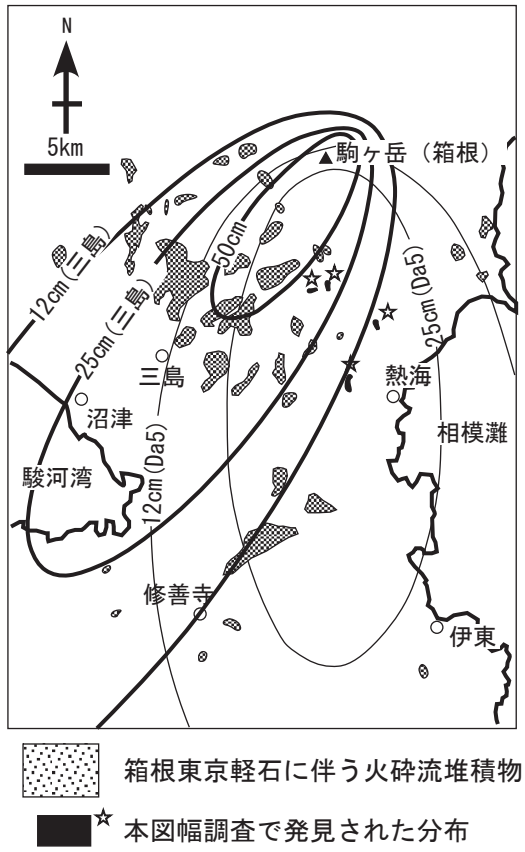 N
5km
駒ヶ岳（箱根）
50cm
12cm(三島)
25cm(三島)
25cm(Da5)
三島
熱海
沼津
相模灘
12cm(Da5)
駿河湾
修善寺
伊東
箱根東京軽石に伴う火砕流堆積物
本図幅調査で発見された分布